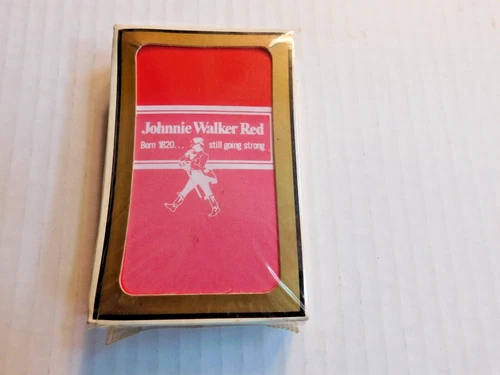 Johnnie Walker Red
Born 1820... still going strong